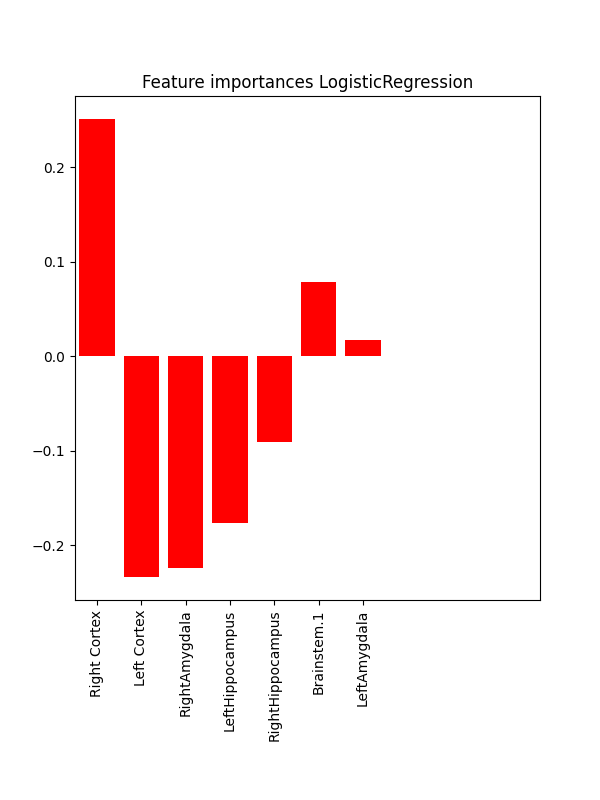 Feature importances LogisticRegression
0.2
0.1
0.0
−0.1
−0.2
Right Cortex
Left Cortex
RightAmygdala
LeftHippocampus
RightHippocampus
Brainstem.1
LeftAmygdala